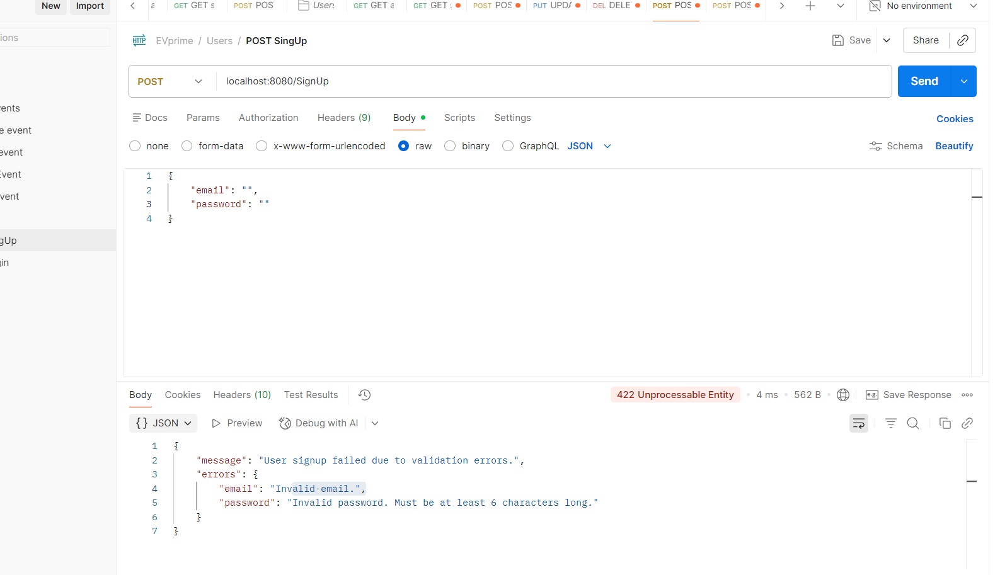 New Import
GET GET s
POST POS
Users
GET GET a
GET GET
POST POS
PUT UPDA
DEL DELE
POST POS
POST POS
No environment
ions
HTTP EVprime / Users / POST SingUp
Save
Share
POST
localhost:8080/SignUp
Send
Docs Params Authorization Headers (9) Body Scripts Settings
Cookies
none form-data x-www-form-urlencoded raw binary GraphQL JSON
Schema Beautify
ents
e event
event
Event
vent
gUp
in
1 {
2 "email": "",
3 "password": ""
4 }
Body Cookies Headers (10) Test Results
422 Unprocessable Entity • 4 ms • 562 B •
e.g. Save Response
{} JSON Preview Debug with AI
1 {
2 "message": "User signup failed due to validation errors.",
3 "errors": {
4 "email": "Invalid email.",
5 "password": "Invalid password. Must be at least 6 characters long."
6 }
7 }